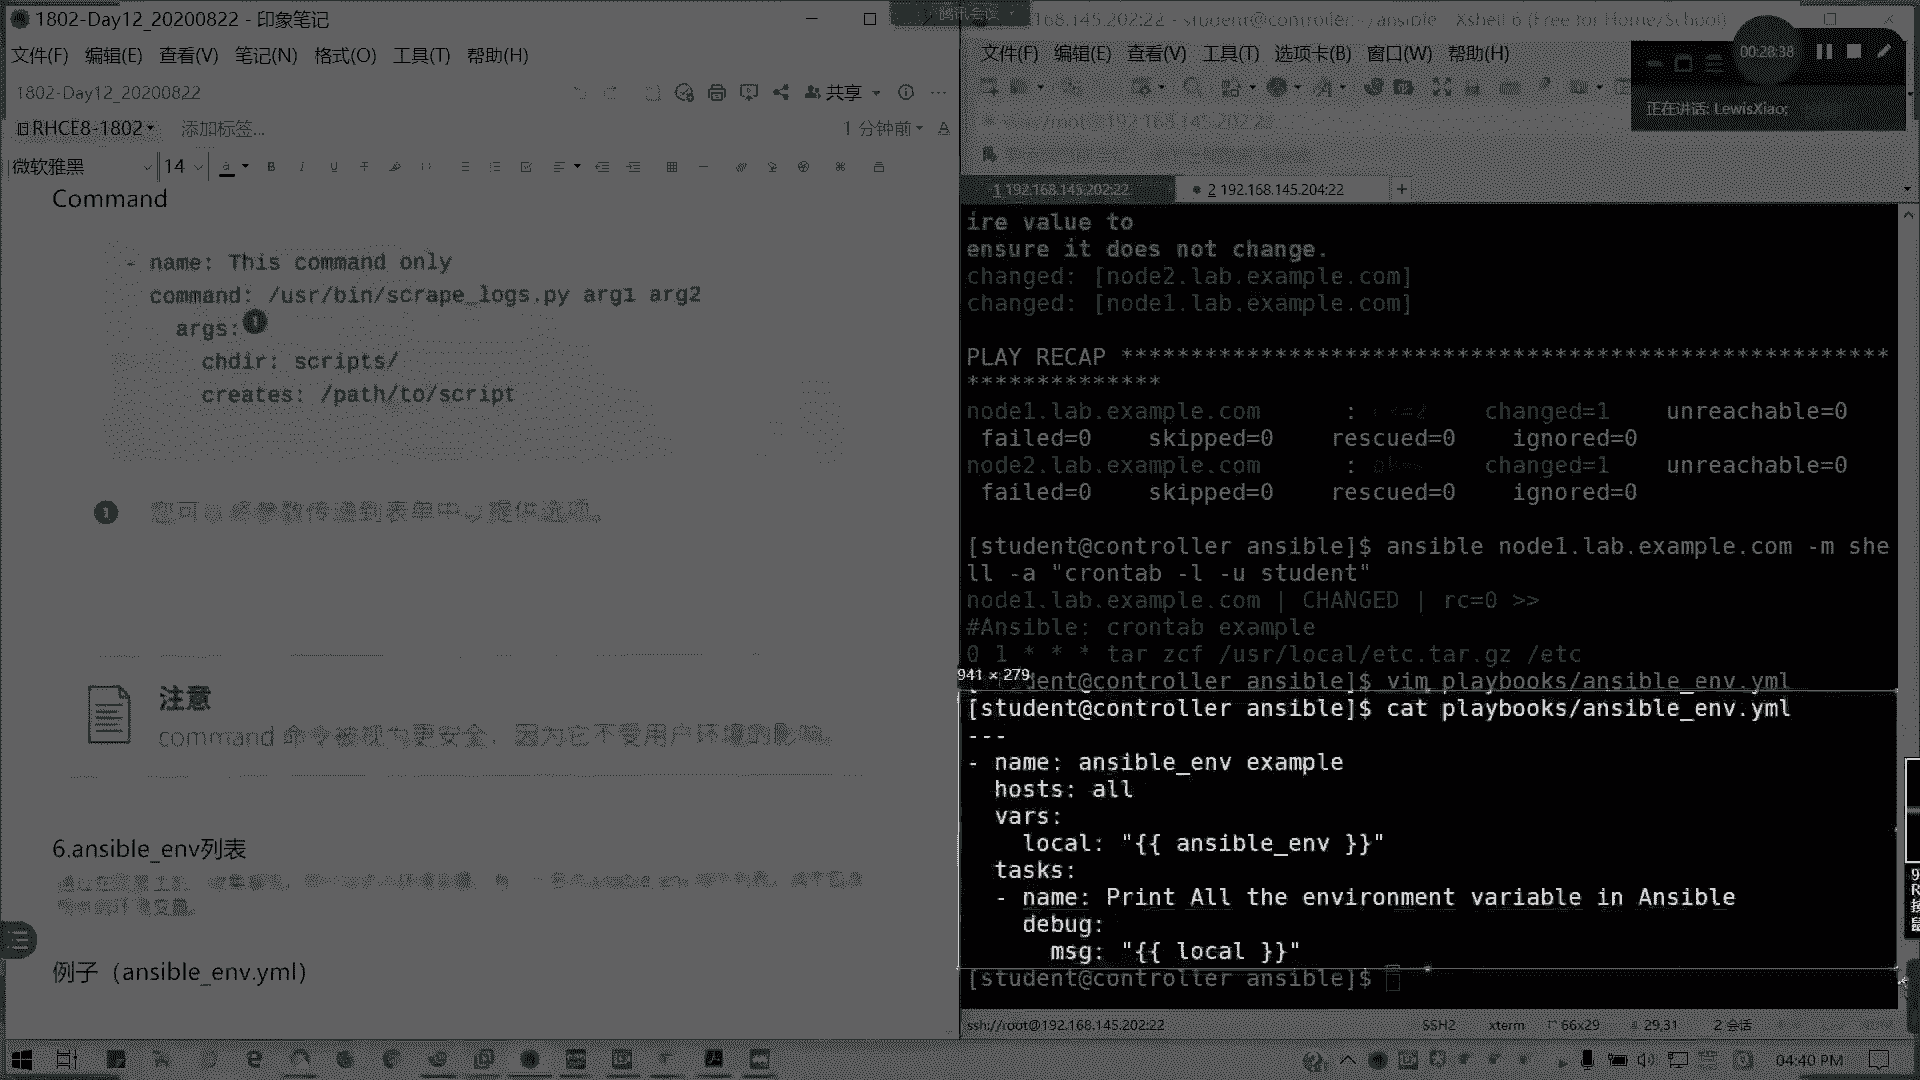 1802-Day12_20200822 - 印象笔记
文件(F) 编辑(E) 查看(V) 笔记(N) 格式(O) 工具(T) 帮助(H)
1802-Day12_20200822
共享
RHCE8-1802
添加标签...
1 分钟前
微软雅黑
14
Command
- name: This command only
command: /usr/bin/scrape_logs.py arg1 arg2
args: 1
chdir: scripts/
creates: /path/to/script
1 您可以将参数传递到表单中以提供选项。
注意
command 命令被视为更安全，因为它不受用户环境的影响。
6.ansible_env列表
例子（ansible_env.yml）
腾讯会议
168.145.202:22 - student@controller:~/ansible - Xshell 6 (Free for Home/School)
文件(F) 编辑(E) 查看(V) 工具(T) 选项卡(B) 窗口(W) 帮助(H)
00:28:38
正在讲话: LewisXiao;
1 192.168.145.202:22
2 192.168.145.204:22
ire value to
ensure it does not change.
changed: [node2.lab.example.com]
changed: [node1.lab.example.com]
PLAY RECAP *******************************************************
**************
node1.lab.example.com : changed=1 unreachable=0
failed=0 skipped=0 rescued=0 ignored=0
node2.lab.example.com : changed=1 unreachable=0
failed=0 skipped=0 rescued=0 ignored=0
[student@controller ansible]$ ansible node1.lab.example.com -m she
ll -a "crontab -l -u student"
node1.lab.example.com | CHANGED | rc=0 >>
#Ansible: crontab example
0 1 * * * tar zcf /usr/local/etc.tar.gz /etc
941 × 279
dent@controller ansible]$ vim playbooks/ansible_env.yml
[student@controller ansible]$ cat playbooks/ansible_env.yml
---
- name: ansible_env example
hosts: all
vars:
local: "{{ ansible_env }}"
tasks:
- name: Print All the environment variable in Ansible
debug:
msg: "{{ local }}"
[student@controller ansible]$
ssh://root@192.168.145.202:22
SSH2
xterm
66x29
29,31
2 会话
04:40 PM